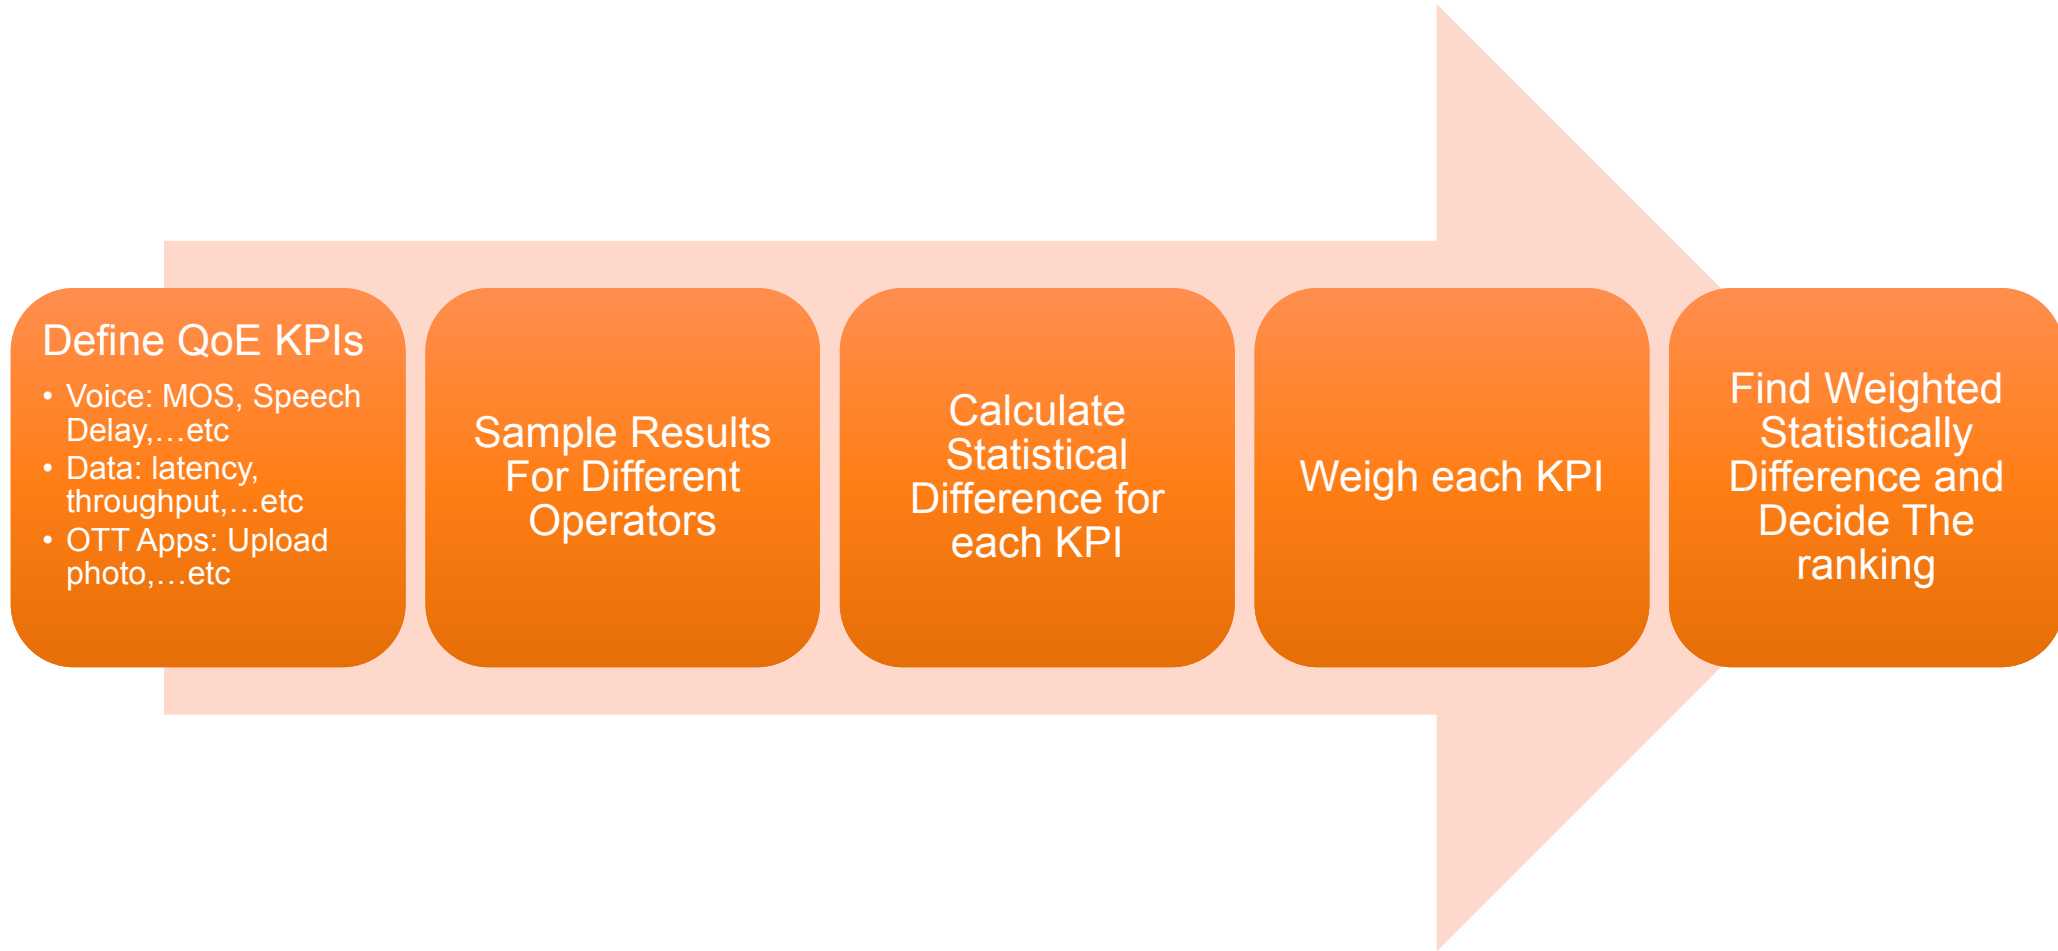 Define QoE KPIs
• Voice: MOS, Speech
Delay,…etc
• Data: latency,
throughput,…etc
• OTT Apps: Upload
photo,…etc
Sample Results
For Different
Operators
Calculate
Statistical
Difference for
each KPI
Weigh each KPI
Find Weighted
Statistically
Difference and
Decide The
ranking